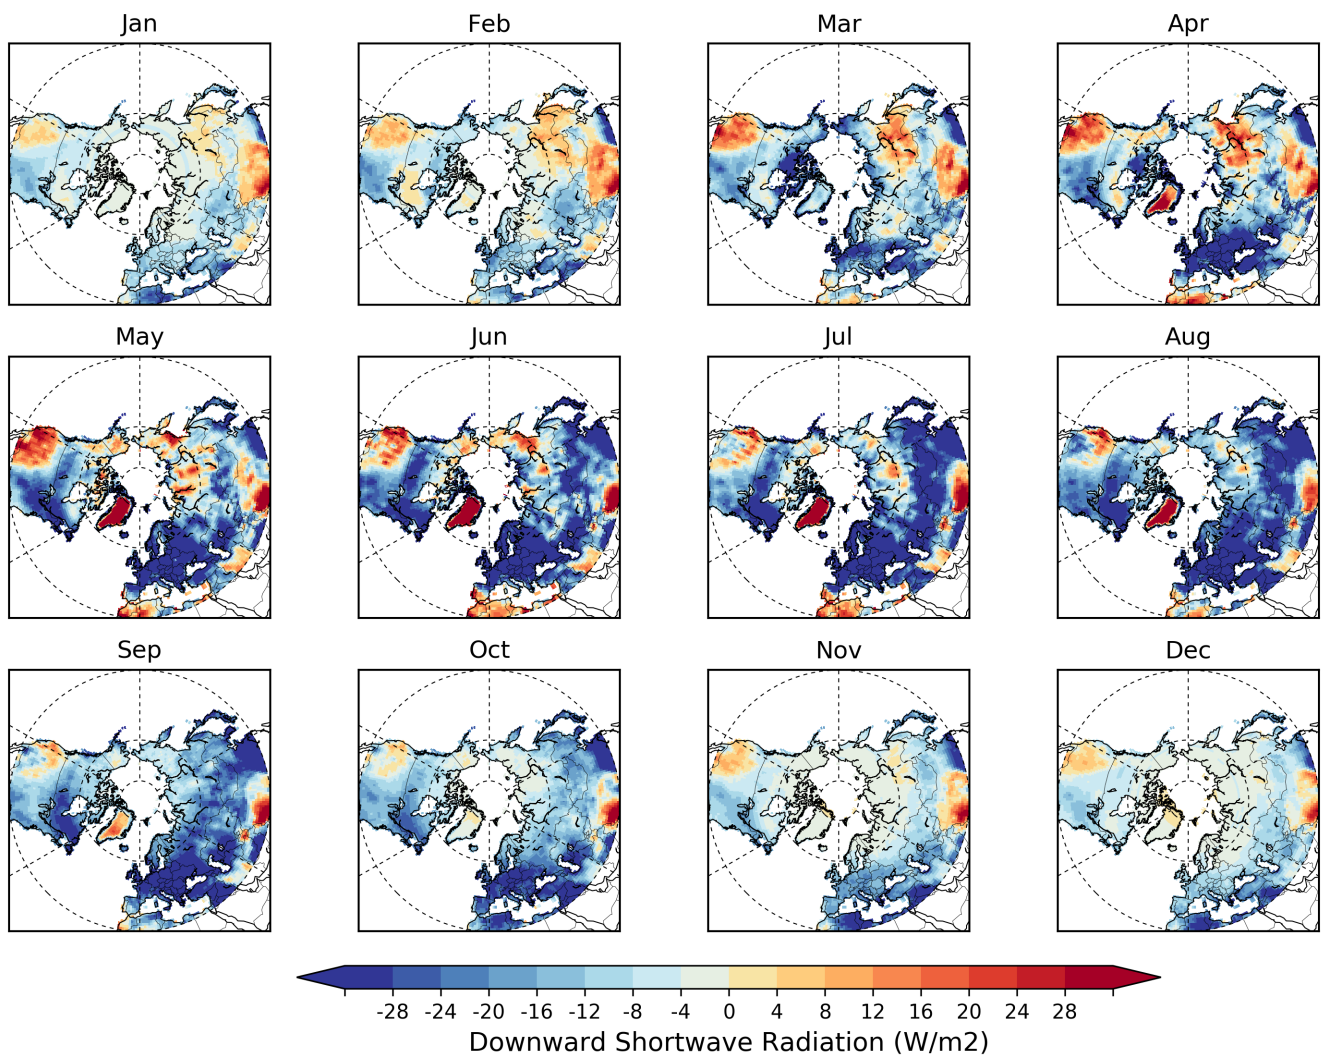 Jan Feb Mar Apr
May Jun Jul Aug
Sep Oct Nov Dec
-28 -24 -20 -16 -12 -8 -4 0 4 8 12 16 20 24 28
Downward Shortwave Radiation (W/m2)